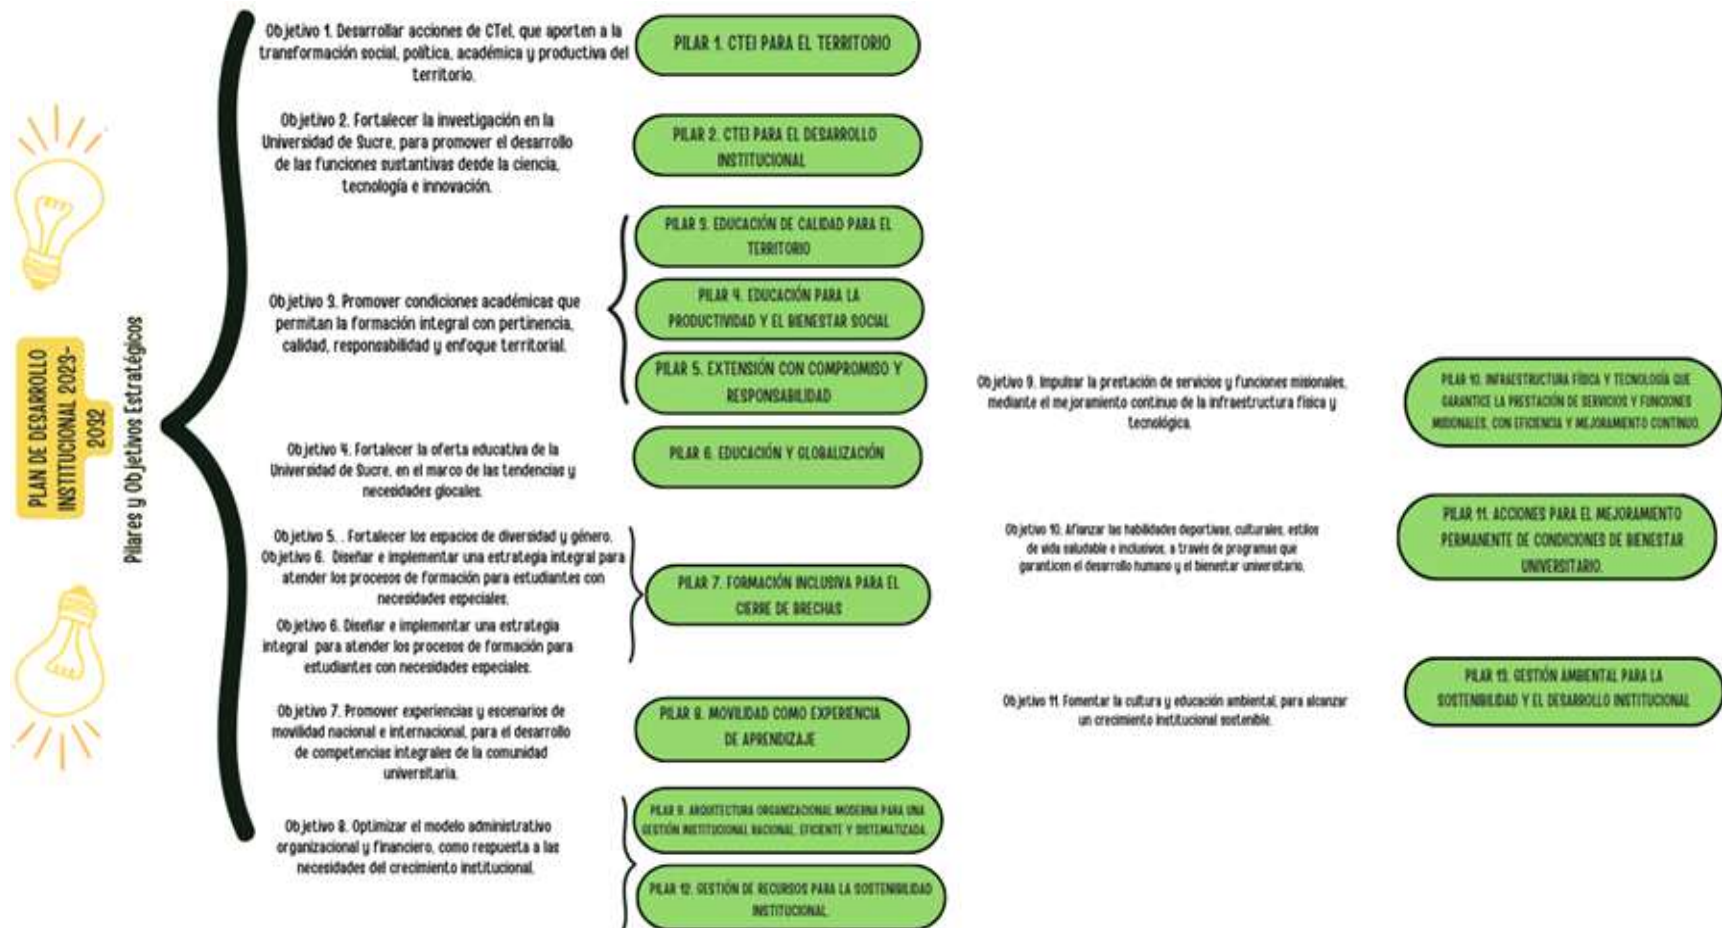 PLAN DE DESARROLLO
INSTITUCIONAL 2023-
2032
Pilares y Objetivos Estratégicos
Objetivo 1. Desarrollar acciones de CTeI, que aporten a la
transformación social, política, académica y productiva del
territorio.
PILAR 1. CTEI PARA EL TERRITORIO
Objetivo 2. Fortalecer la investigación en la
Universidad de Sucre, para promover el desarrollo
de las funciones sustantivas desde la ciencia,
tecnología e innovación.
PILAR 2. CTEI PARA EL DESARROLLO
INSTITUCIONAL
Objetivo 3. Promover condiciones académicas que
permitan la formación integral con pertinencia,
calidad, responsabilidad y enfoque territorial.
PILAR 3. EDUCACIÓN DE CALIDAD PARA EL
TERRITORIO
PILAR 4. EDUCACIÓN PARA LA
PRODUCTIVIDAD Y EL BIENESTAR SOCIAL
PILAR 5. EXTENSIÓN CON COMPROMISO Y
RESPONSABILIDAD
Objetivo 4. Fortalecer la oferta educativa de la
Universidad de Sucre, en el marco de las tendencias y
necesidades glocales.
PILAR 6. EDUCACIÓN Y GLOBALIZACIÓN
Objetivo 5. . Fortalecer los espacios de diversidad y género.
Objetivo 6. Diseñar e implementar una estrategia integral para
atender los procesos de formación para estudiantes con
necesidades especiales.
Objetivo 6. Diseñar e implementar una estrategia
integral para atender los procesos de formación para
estudiantes con necesidades especiales.
PILAR 7. FORMACIÓN INCLUSIVA PARA EL
CIERRE DE BRECHAS
Objetivo 7. Promover experiencias y escenarios de
movilidad nacional e internacional, para el desarrollo
de competencias integrales de la comunidad
universitaria.
PILAR 8. MOVILIDAD COMO EXPERIENCIA
DE APRENDIZAJE
Objetivo 8. Optimizar el modelo administrativo
organizacional y financiero, como respuesta a las
necesidades del crecimiento institucional.
PILAR 9. ARQUITECTURA ORGANIZACIONAL MODERNA PARA UNA
GESTIÓN INSTITUCIONAL RACIONAL, EFICIENTE Y SISTEMATIZADA.
PILAR 12. GESTIÓN DE RECURSOS PARA LA SOSTENIBILIDAD
INSTITUCIONAL.
Objetivo 9. Impulsar la prestación de servicios y funciones misionales,
mediante el mejoramiento continuo de la infraestructura física y
tecnológica.
PILAR 10. INFRAESTRUCTURA FÍSICA Y TECNOLOGÍA QUE
GARANTICE LA PRESTACIÓN DE SERVICIOS Y FUNCIONES
MISIONALES, CON EFICIENCIA Y MEJORAMIENTO CONTINUO.
Objetivo 10. Afianzar las habilidades deportivas, culturales, estilos
de vida saludable e inclusivos, a través de programas que
garanticen el desarrollo humano y el bienestar universitario.
PILAR 11. ACCIONES PARA EL MEJORAMIENTO
PERMANENTE DE CONDICIONES DE BIENESTAR
UNIVERSITARIO.
Objetivo 11. Fomentar la cultura y educación ambiental, para alcanzar
un crecimiento institucional sostenible.
PILAR 13. GESTIÓN AMBIENTAL PARA LA
SOSTENIBILIDAD Y EL DESARROLLO INSTITUCIONAL